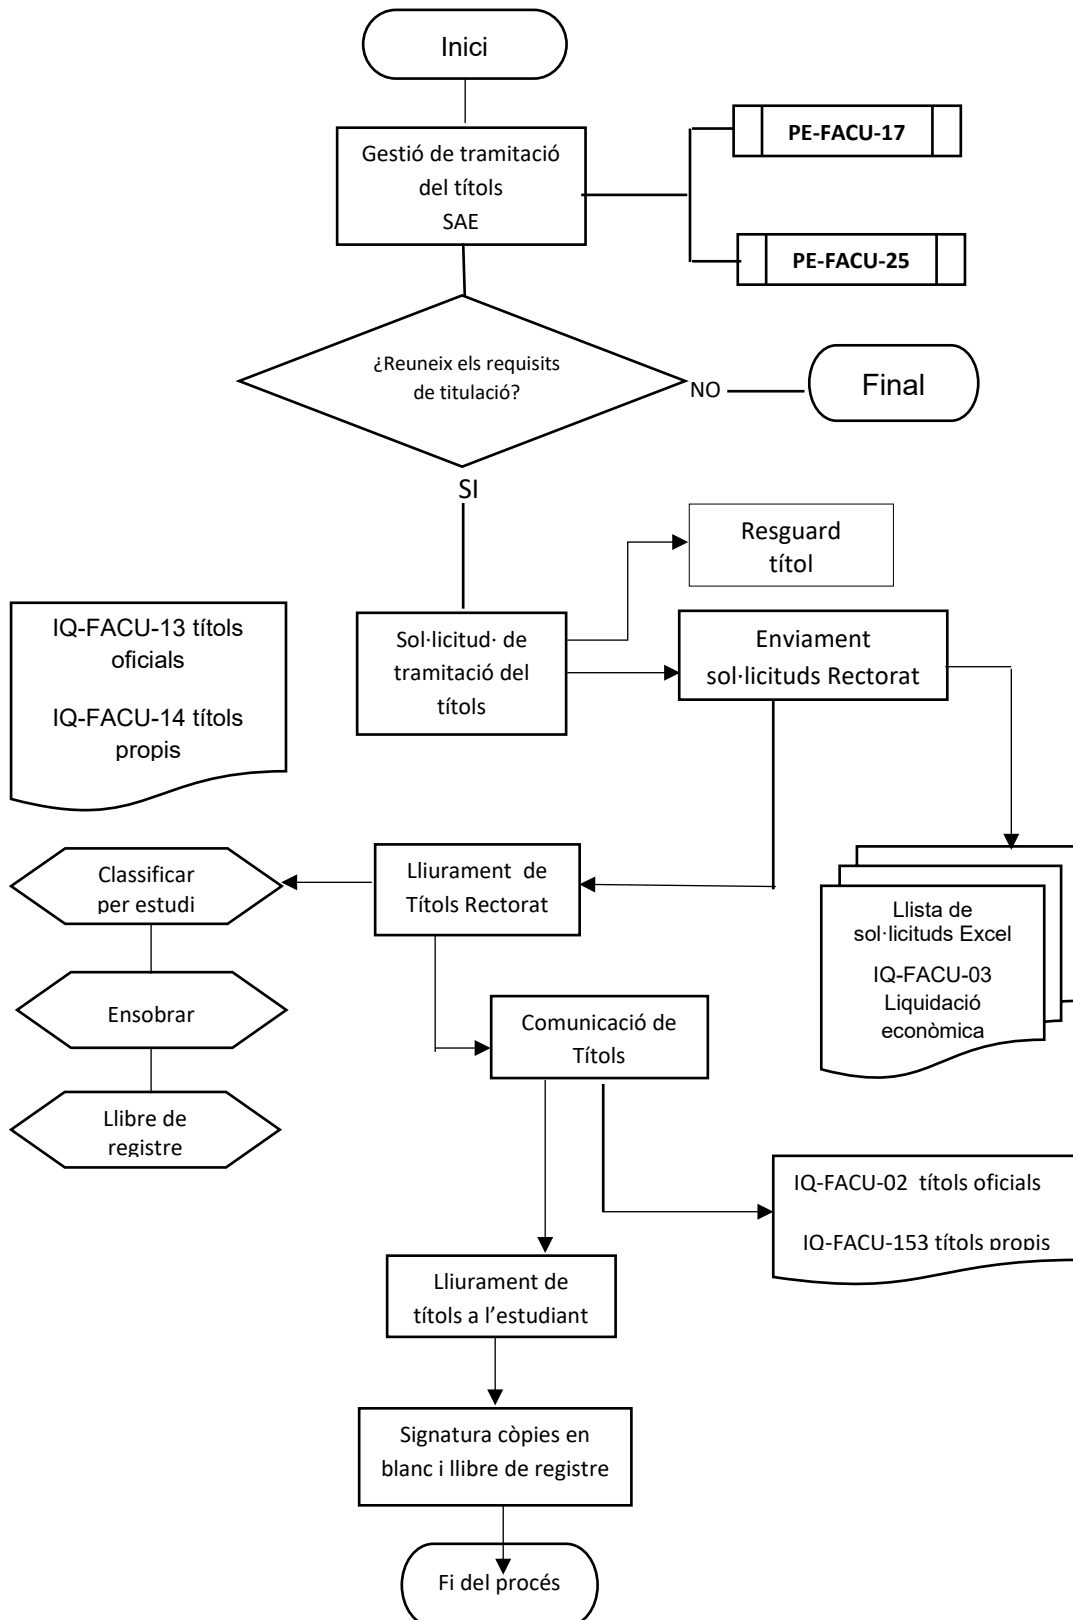 Inici
Gestió de tramitació
del títols
SAE
PE-FACU-17
PE-FACU-25
¿Reuneix els requisits
de titulació?
NO
Final
SI
Resguard
títol
IQ-FACU-13 títols
oficials
IQ-FACU-14 títols
propis
Sol·licitud· de
tramitació del
títols
Enviament
sol·licituds Rectorat
Classificar
per estudi
Lliurament de
Títols Rectorat
Llista de
sol·licituds Excel
IQ-FACU-03
Liquidació
econòmica
Ensobrar
Comunicació de
Títols
Llibre de
registre
IQ-FACU-02 títols oficials
IQ-FACU-153 títols propis
Lliurament de
títols a l’estudiant
Signatura còpies en
blanc i llibre de registre
Fi del procés